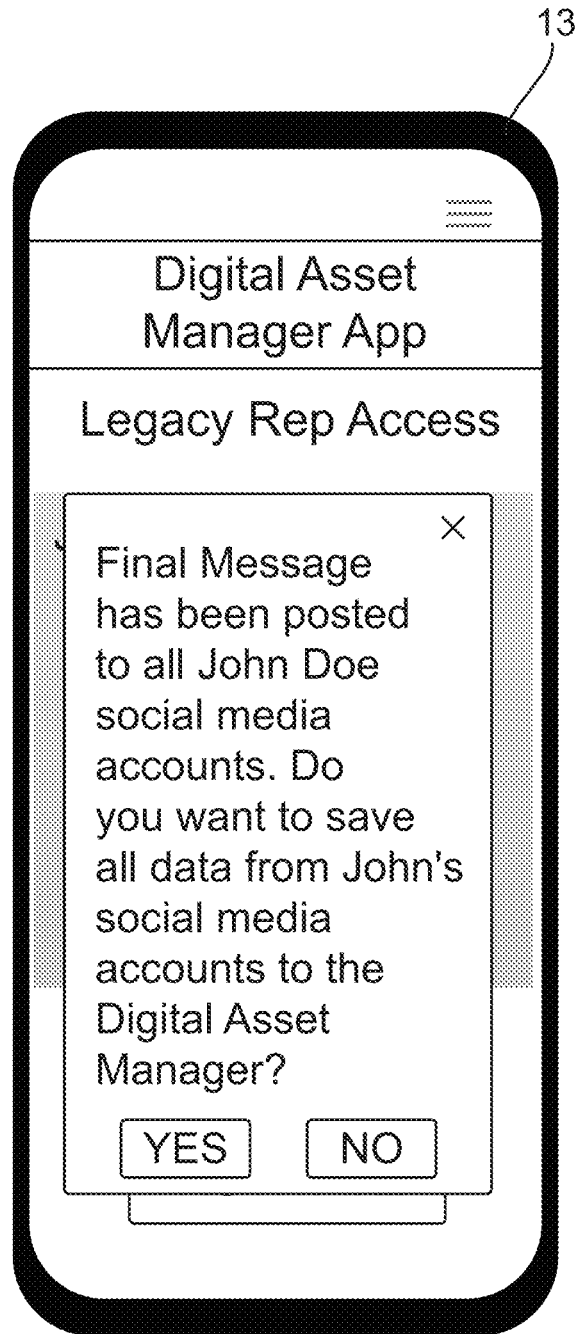 13
Digital Asset
Manager App
Legacy Rep Access
×
Final Message
has been posted
to all John Doe
social media
accounts. Do
you want to save
all data from John's
social media
accounts to the
Digital Asset
Manager?
YES NO